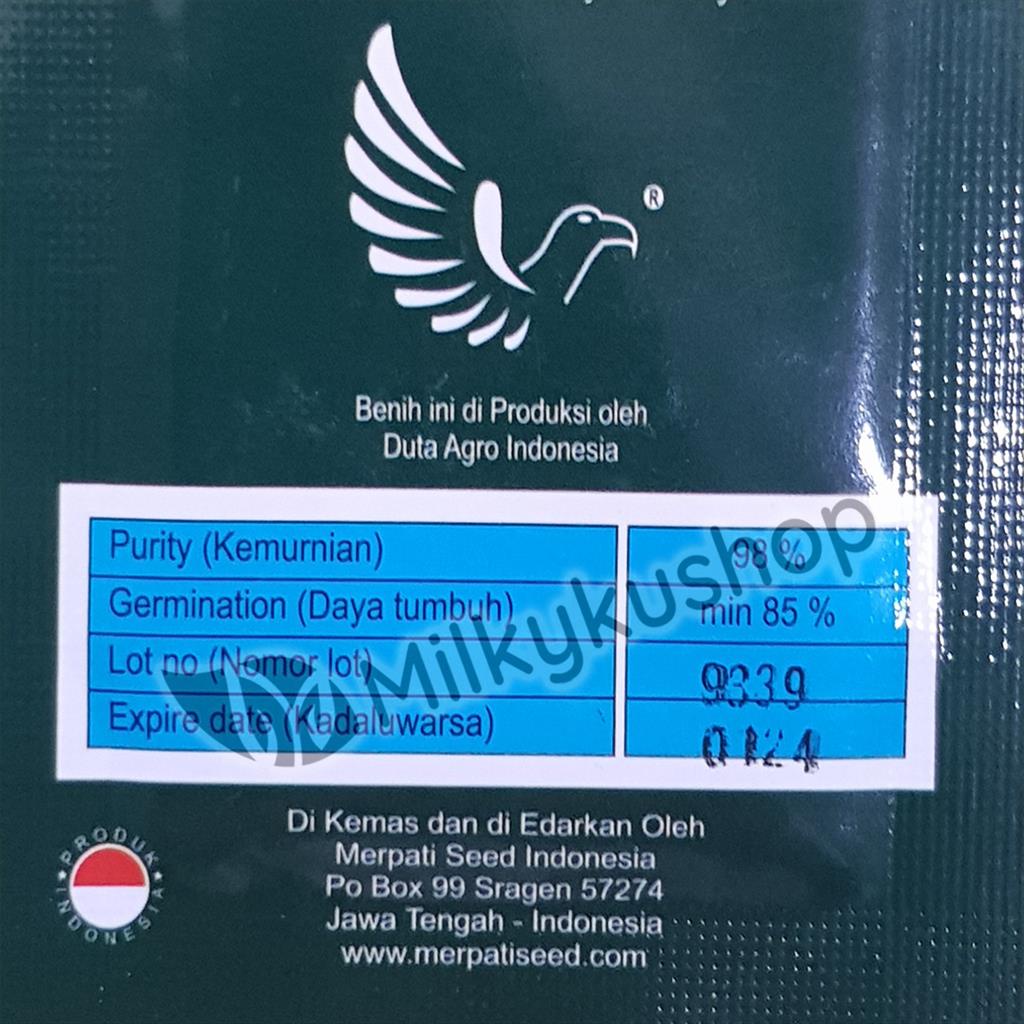 ®
Benih ini di Produksi oleh
Duta Agro Indonesia
Purity (Kemurnian) 98 %
Germination (Daya tumbuh) min 85 %
Lot no (Nomor lot) 9339
Expire date (Kadaluwarsa) 0124
Milkykushop
Di Kemas dan di Edarkan Oleh
Merpati Seed Indonesia
Po Box 99 Sragen 57274
Jawa Tengah - Indonesia
www.merpatiseed.com
PRODUK INDONESIA